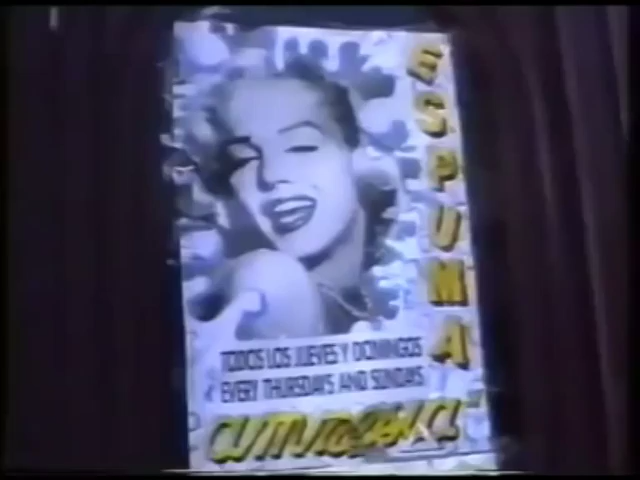 ESPUMA
TODOS LOS JUEVES Y DOMINGOS
EVERY THURSDAYS AND SUNDAYS